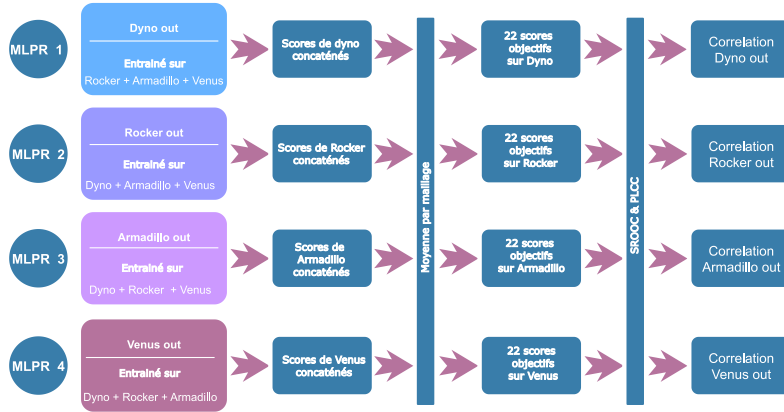 MLPR 1
Dyno out
Entrainé sur
Rocker + Armadillo + Venus
Scores de dyno
concaténés
22 scores
objectifs
sur Dyno
Correlation
Dyno out
MLPR 2
Rocker out
Entrainé sur
Dyno + Armadillo + Venus
Scores de Rocker
concaténés
22 scores
objectifs
sur Rocker
Correlation
Rocker out
Moyenne par maillage
SROOC & PLCC
MLPR 3
Armadillo out
Entrainé sur
Dyno + Rocker + Venus
Scores de
Armadillo
concaténés
22 scores
objectifs
sur Armadillo
Correlation
Armadillo out
MLPR 4
Venus out
Entrainé sur
Dyno + Rocker + Armadillo
Scores de Venus
concaténés
22 scores
objectifs
sur Venus
Correlation
Venus out